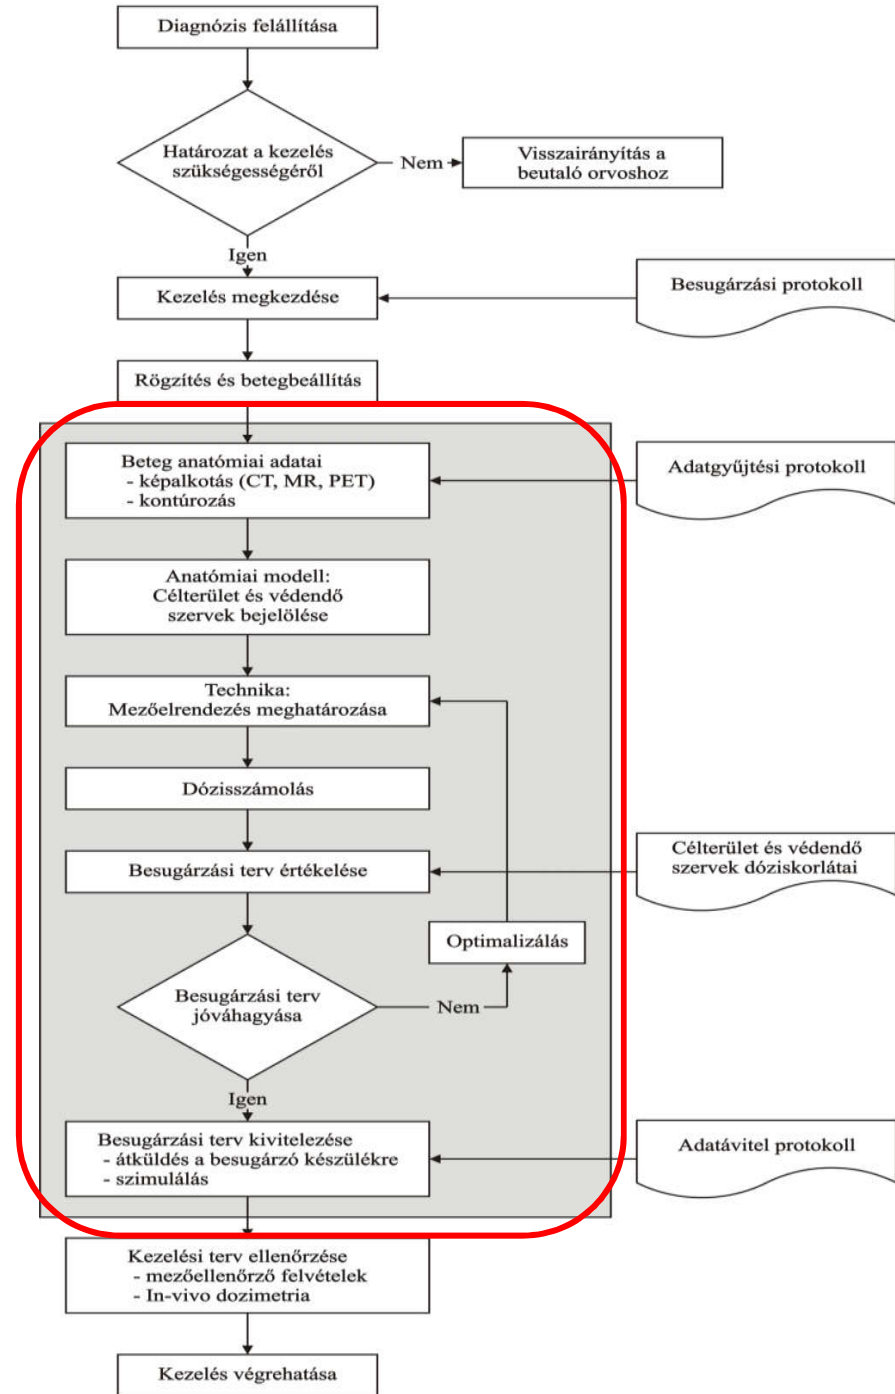 Diagnózis felállítása
Határozat a kezelés
szükségességéről
Nem
Visszairányítás a
beutaló orvoshoz
Igen
Kezelés megkezdése
Besugárzási protokoll
Rögzítés és betegbeállítás
Beteg anatómiai adatai
- képalkotás (CT, MR, PET)
- kontúrozás
Adatgyűjtési protokoll
Anatómiai modell:
Célterület és védendő
szervek bejelölése
Technika:
Mezőelrendezés meghatározása
Dózisszámolás
Besugárzási terv értékelése
Célterület és védendő
szervek dóziskorlátai
Optimalizálás
Besugárzási terv
jóváhagyása
Nem
Igen
Besugárzási terv kivitelezése
- átküldés a besugárzó készülékre
- szimulálás
Adatávitel protokoll
Kezelési terv ellenőrzése
- mezőellenőrző felvételek
- In-vivo dozimetria
Kezelés végrehatása